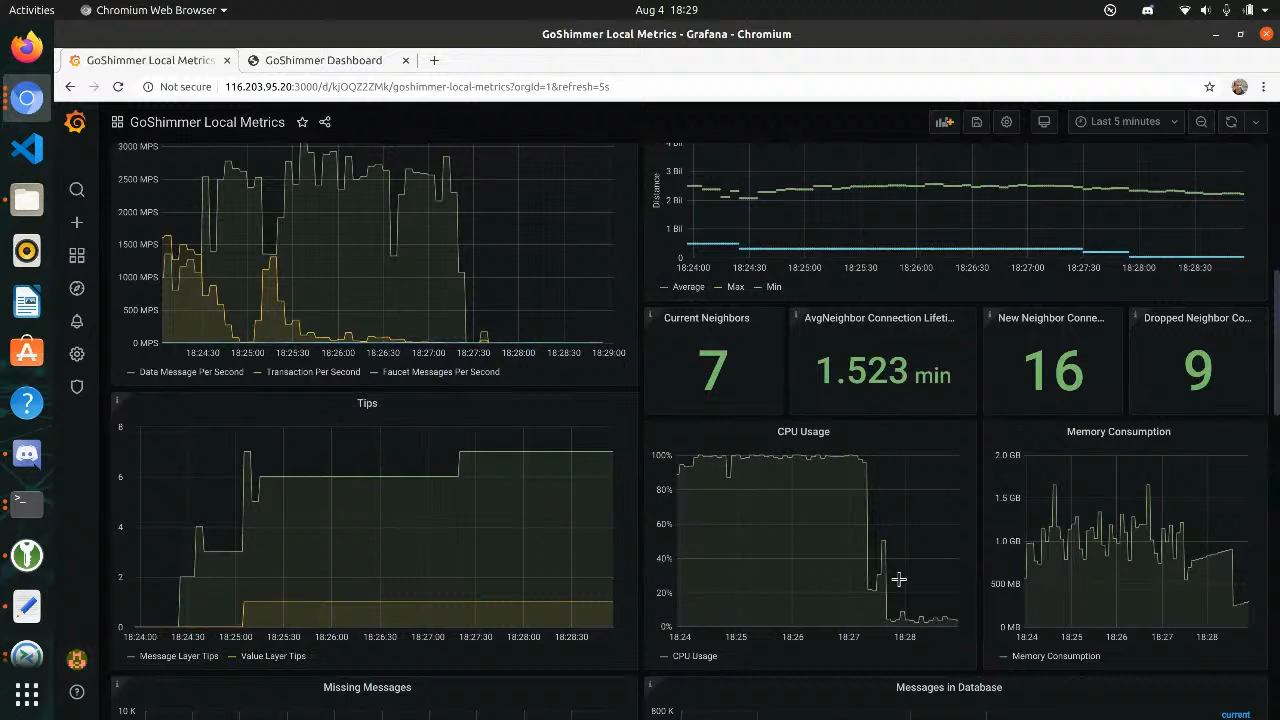 Activities
Chromium Web Browser
Aug 4 18:29
GoShimmer Local Metrics - Grafana - Chromium
GoShimmer Local Metrics
GoShimmer Dashboard
Not secure
116.203.95.20:3000/d/kjOQZ2ZMk/goshimmer-local-metrics?orgId=1&refresh=5s
GoShimmer Local Metrics
Last 5 minutes
3000 MPS
2500 MPS
2000 MPS
1500 MPS
1000 MPS
500 MPS
0 MPS
18:24:30 18:25:00 18:25:30 18:26:00 18:26:30 18:27:00 18:27:30 18:28:00 18:28:30 18:29:00
Data Message Per Second Transaction Per Second Faucet Messages Per Second
Distance
4 Bil
3 Bil
2 Bil
1 Bil
0
18:24:00 18:24:30 18:25:00 18:25:30 18:26:00 18:26:30 18:27:00 18:27:30 18:28:00 18:28:30
Average Max Min
Current Neighbors
7
AvgNeighbor Connection Lifeti...
1.523 min
New Neighbor Conne...
16
Dropped Neighbor Co...
9
Tips
8
6
4
2
0
18:24:00 18:24:30 18:25:00 18:25:30 18:26:00 18:26:30 18:27:00 18:27:30 18:28:00 18:28:30
Message Layer Tips Value Layer Tips
CPU Usage
100%
80%
60%
40%
20%
0%
18:24 18:25 18:26 18:27 18:28
CPU Usage
Memory Consumption
2.0 GB
1.5 GB
1.0 GB
500 MB
0 MB
18:24 18:25 18:26 18:27 18:28
Memory Consumption
Missing Messages
10 K
Messages in Database
800 K
current